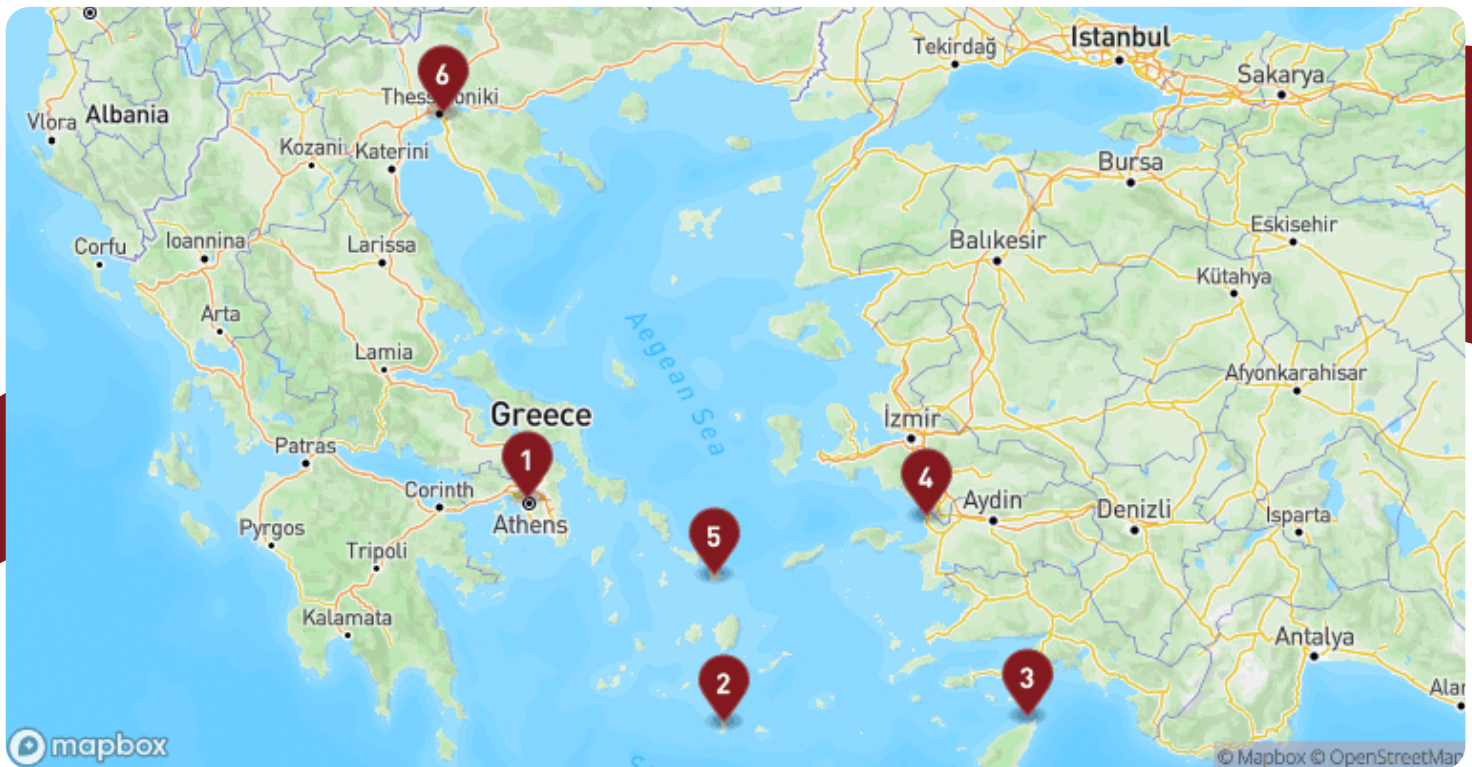 Istanbul
Tekirdağ
6
Sakarya
Thessaloniki
Albania
Vlora
Kozani
Katerini
Bursa
Eskisehir
Ioannina
Corfu
Larissa
Balıkesir
Kütahya
Arta
Aegean Sea
Lamia
Afyonkarahisar
Greece
İzmir
Patras
1
4
Corinth
Aydin
Denizli
Isparta
Athens
Pyrgos
5
Tripoli
Kalamata
Antalya
2
3
Alan
mapbox
© Mapbox © OpenStreetMap